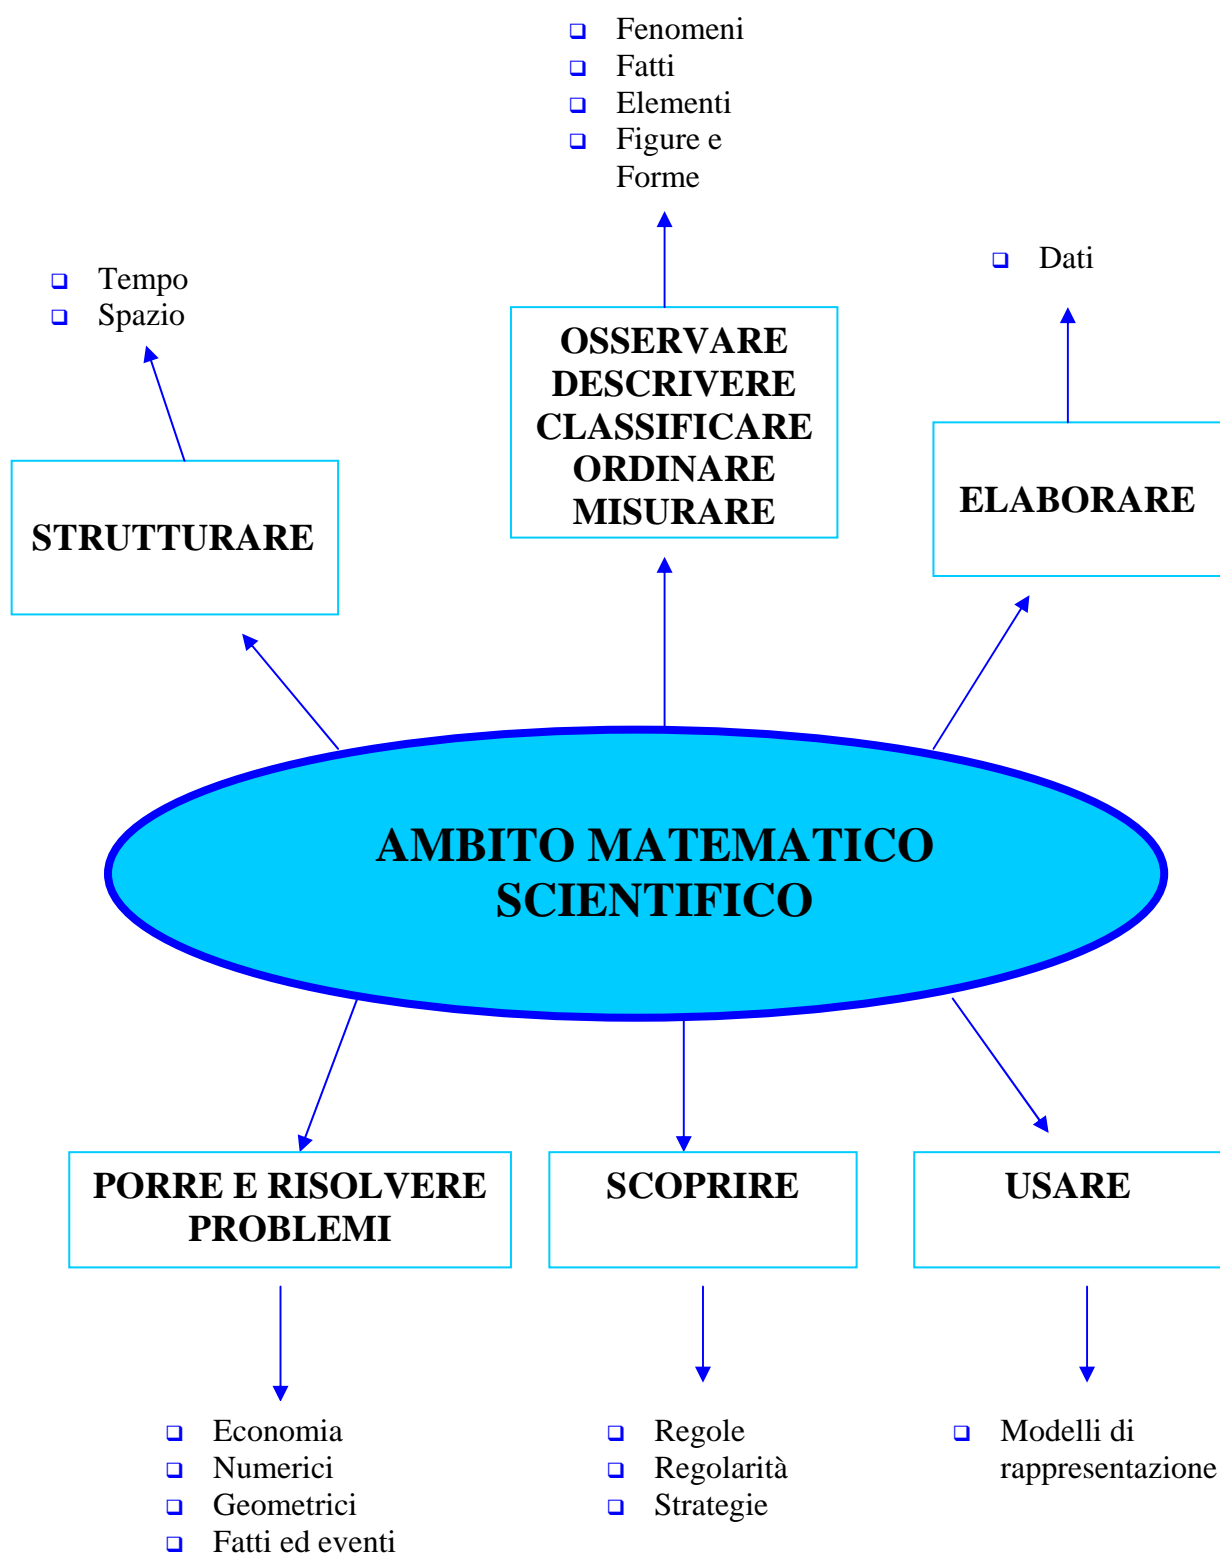 Fenomeni
Fatti
Elementi
Figure e
Forme
Tempo
Spazio
Dati
OSSERVARE
DESCRIVERE
CLASSIFICARE
ORDINARE
MISURARE
STRUTTURARE
ELABORARE
AMBITO MATEMATICO
SCIENTIFICO
PORRE E RISOLVERE
PROBLEMI
SCOPRIRE
USARE
Economia
Numerici
Geometrici
Fatti ed eventi
Regole
Regolarità
Strategie
Modelli di
rappresentazione